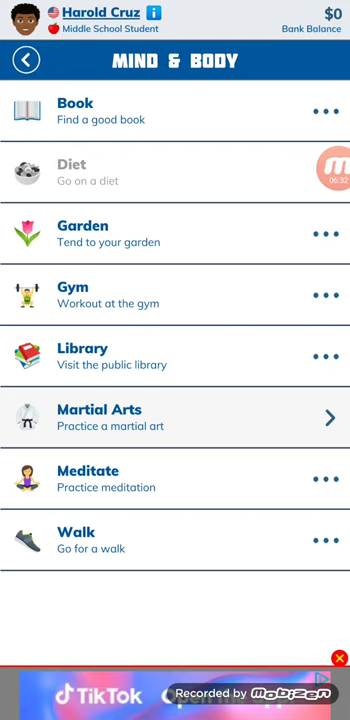 Harold Cruz
Middle School Student
$0
Bank Balance
MIND & BODY
Book
Find a good book
Diet
Go on a diet
06:32
Garden
Tend to your garden
Gym
Workout at the gym
Library
Visit the public library
Martial Arts
Practice a martial art
Meditate
Practice meditation
Walk
Go for a walk
TikTok
Recorded by Mobizen